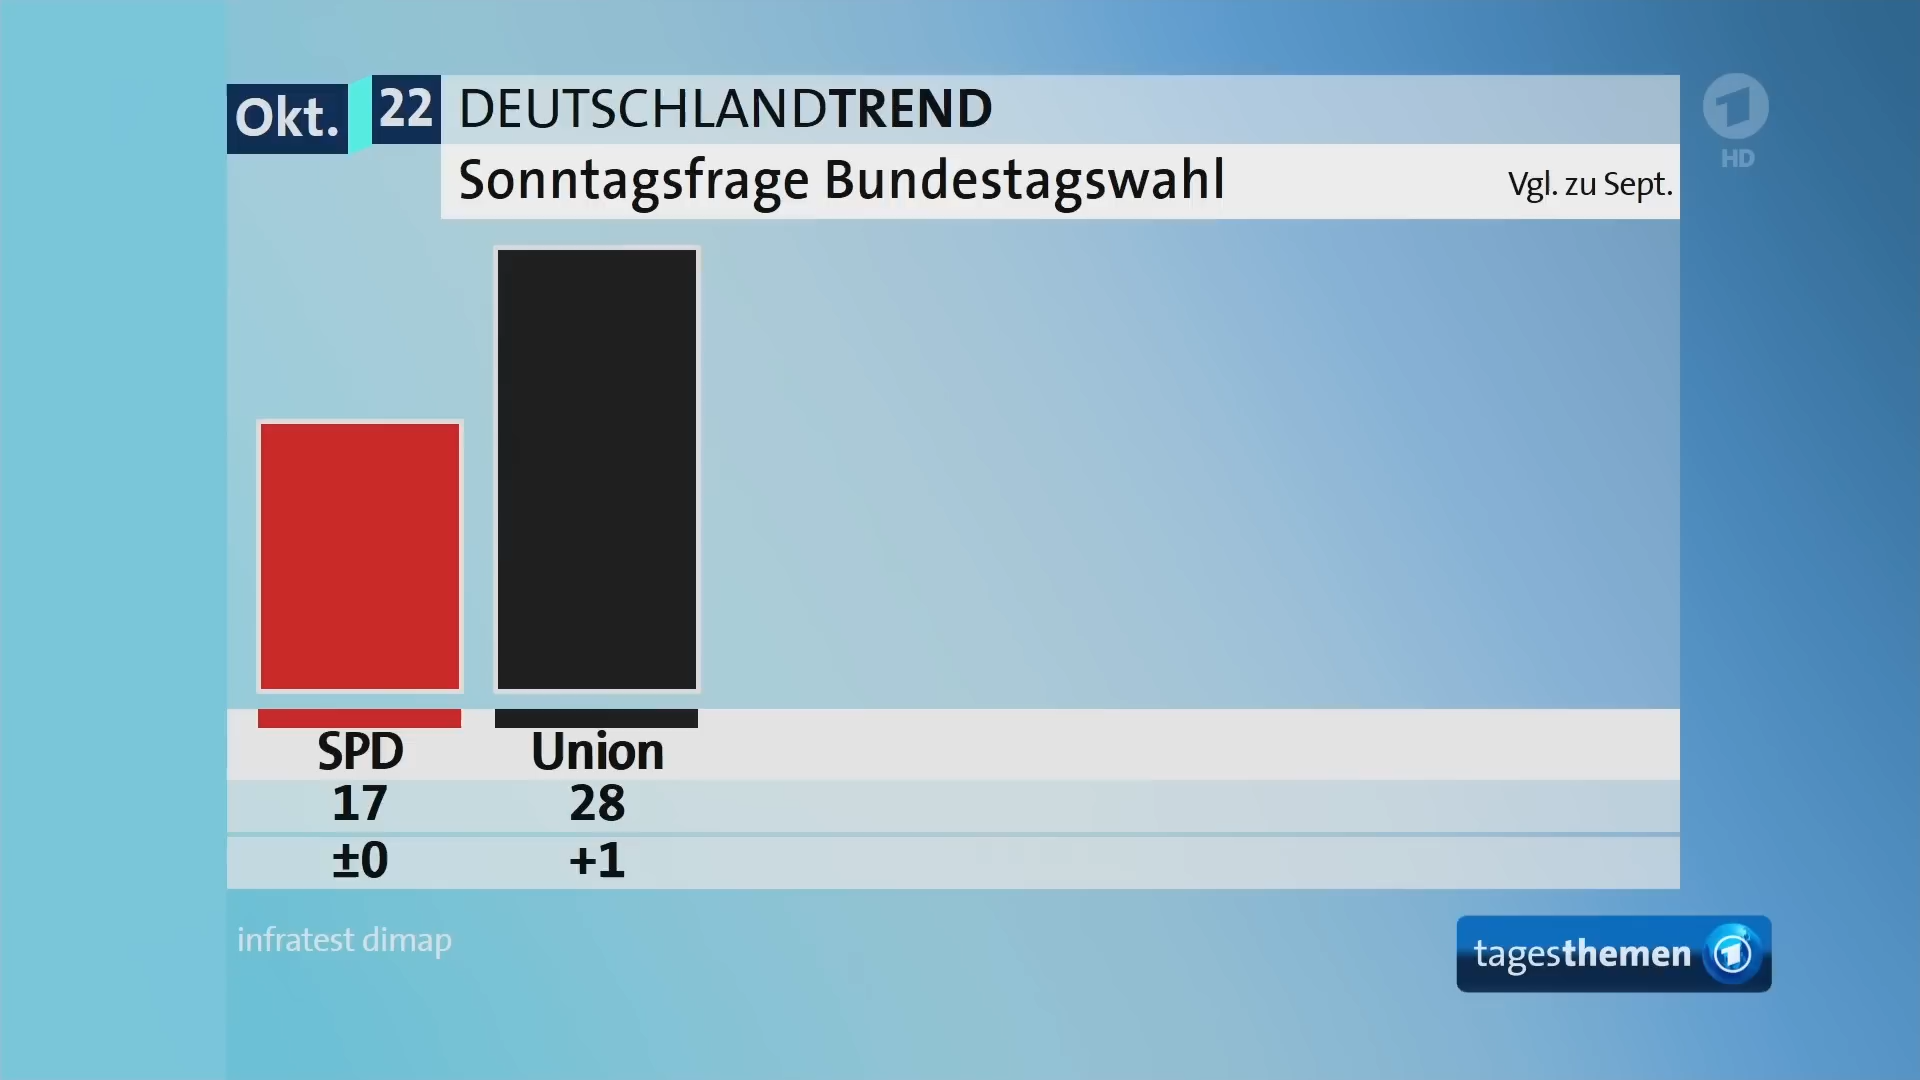 Okt. 22 DEUTSCHLANDTREND
HD
Sonntagsfrage Bundestagswahl Vgl. zu Sept.
SPD Union
17 28
±0 +1
infratest dimap
tagesthemen